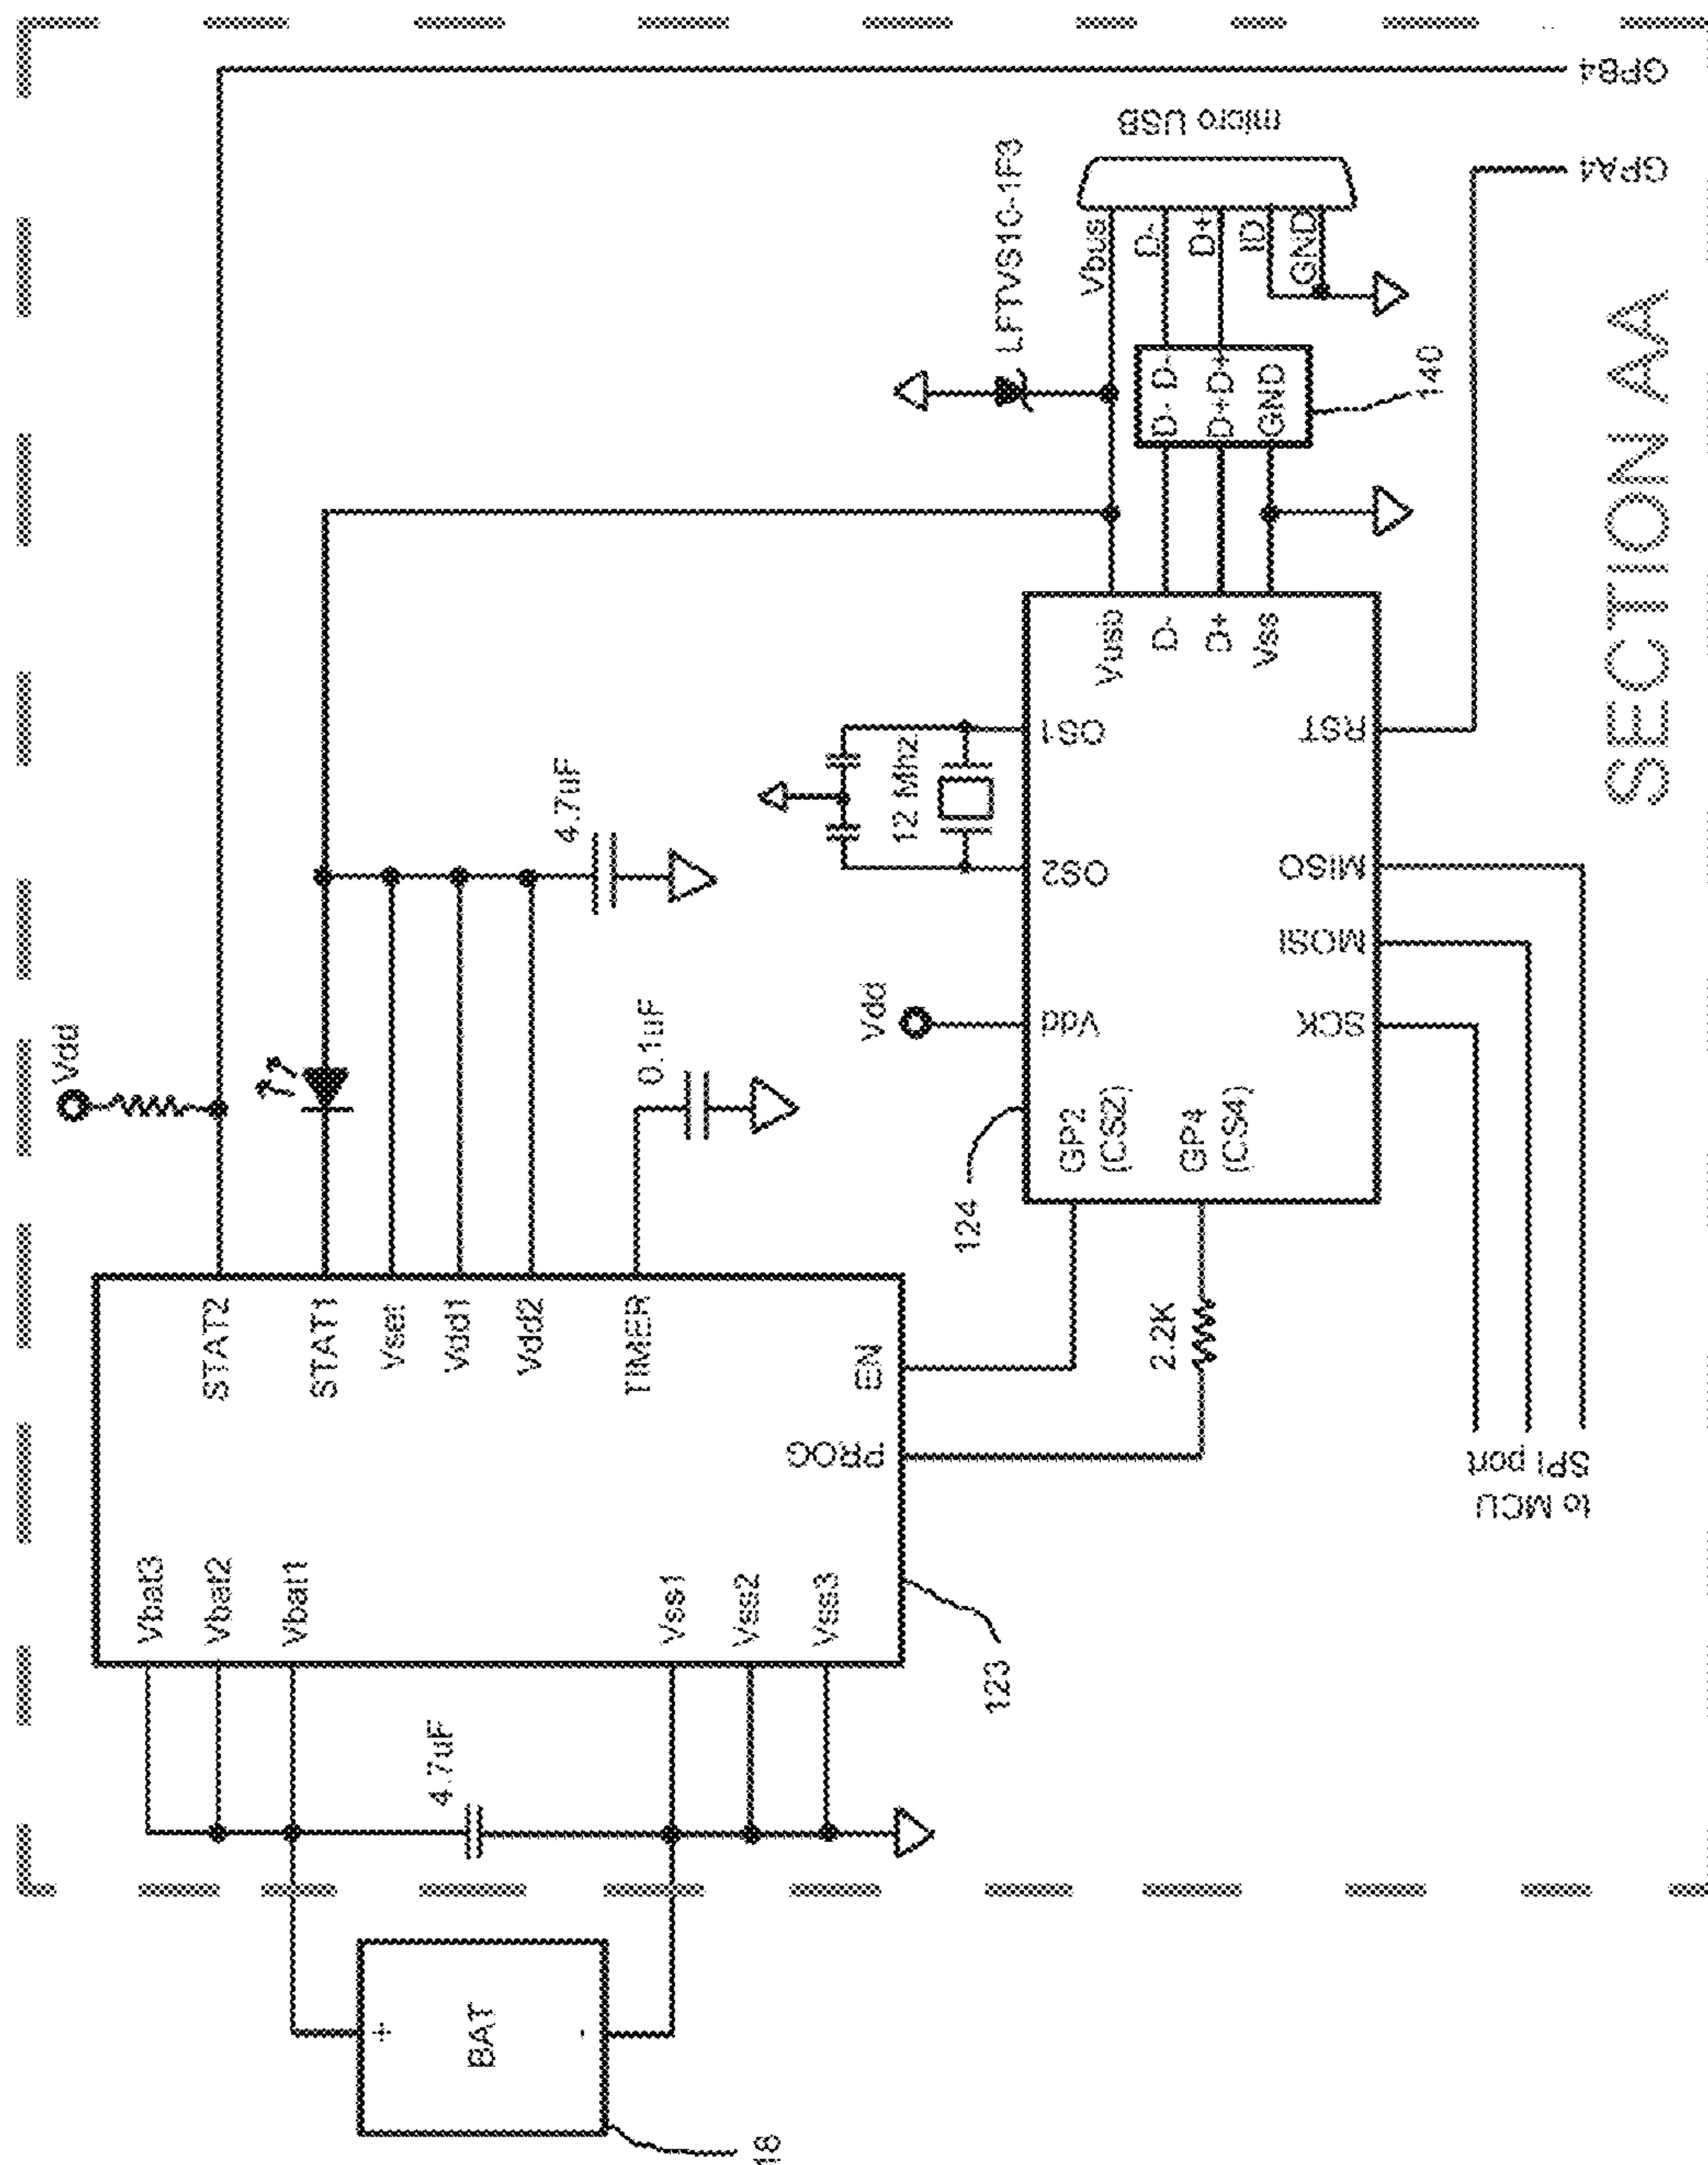 BAT
+
-
18
Vbat3
Vbat2
Vbat1
4.7uF
Vss1
Vss2
Vss3
123
STAT2
STAT1
Vset
Vdd1
Vdd2
TIMER
EN
PROG
Vdd
4.7uF
0.1uF
2.2K
124
GP2
(CS2)
GP4
(CS4)
Vdd
Vdd
OS2
OS1
12 Mhz
SCK
MOSI
MISO
RST
to MCU
SPI port
Vusb
D-
D+
Vss
D- D-
D+D+
GND
140
LFTVS10-1F3
Vbus
D-
D+
ID
GND
micro USB
GPB4
GPA4
SECTION AA